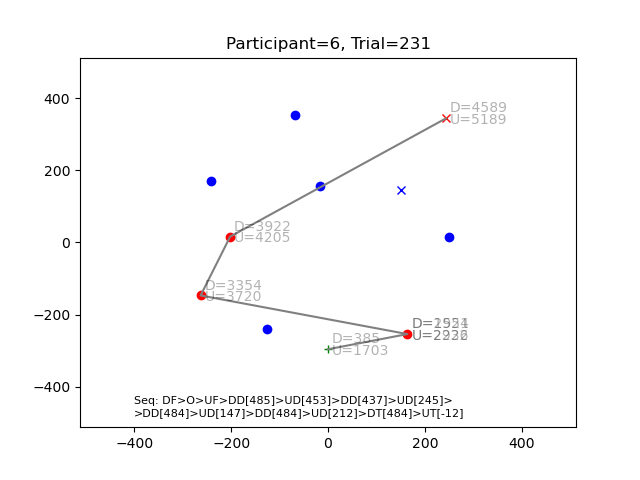 Participant=6, Trial=231
400
200
0
−200
−400
D=4589
U=5189
D=3922
U=4205
D=3354
U=3720
D=385
U=1703
Seq: DF>O>UF>DD[485]>UD[453]>DD[437]>UD[245]>
>DD[484]>UD[147]>DD[484]>UD[212]>DT[484]>UT[-12]
−400
−200
0
200
400